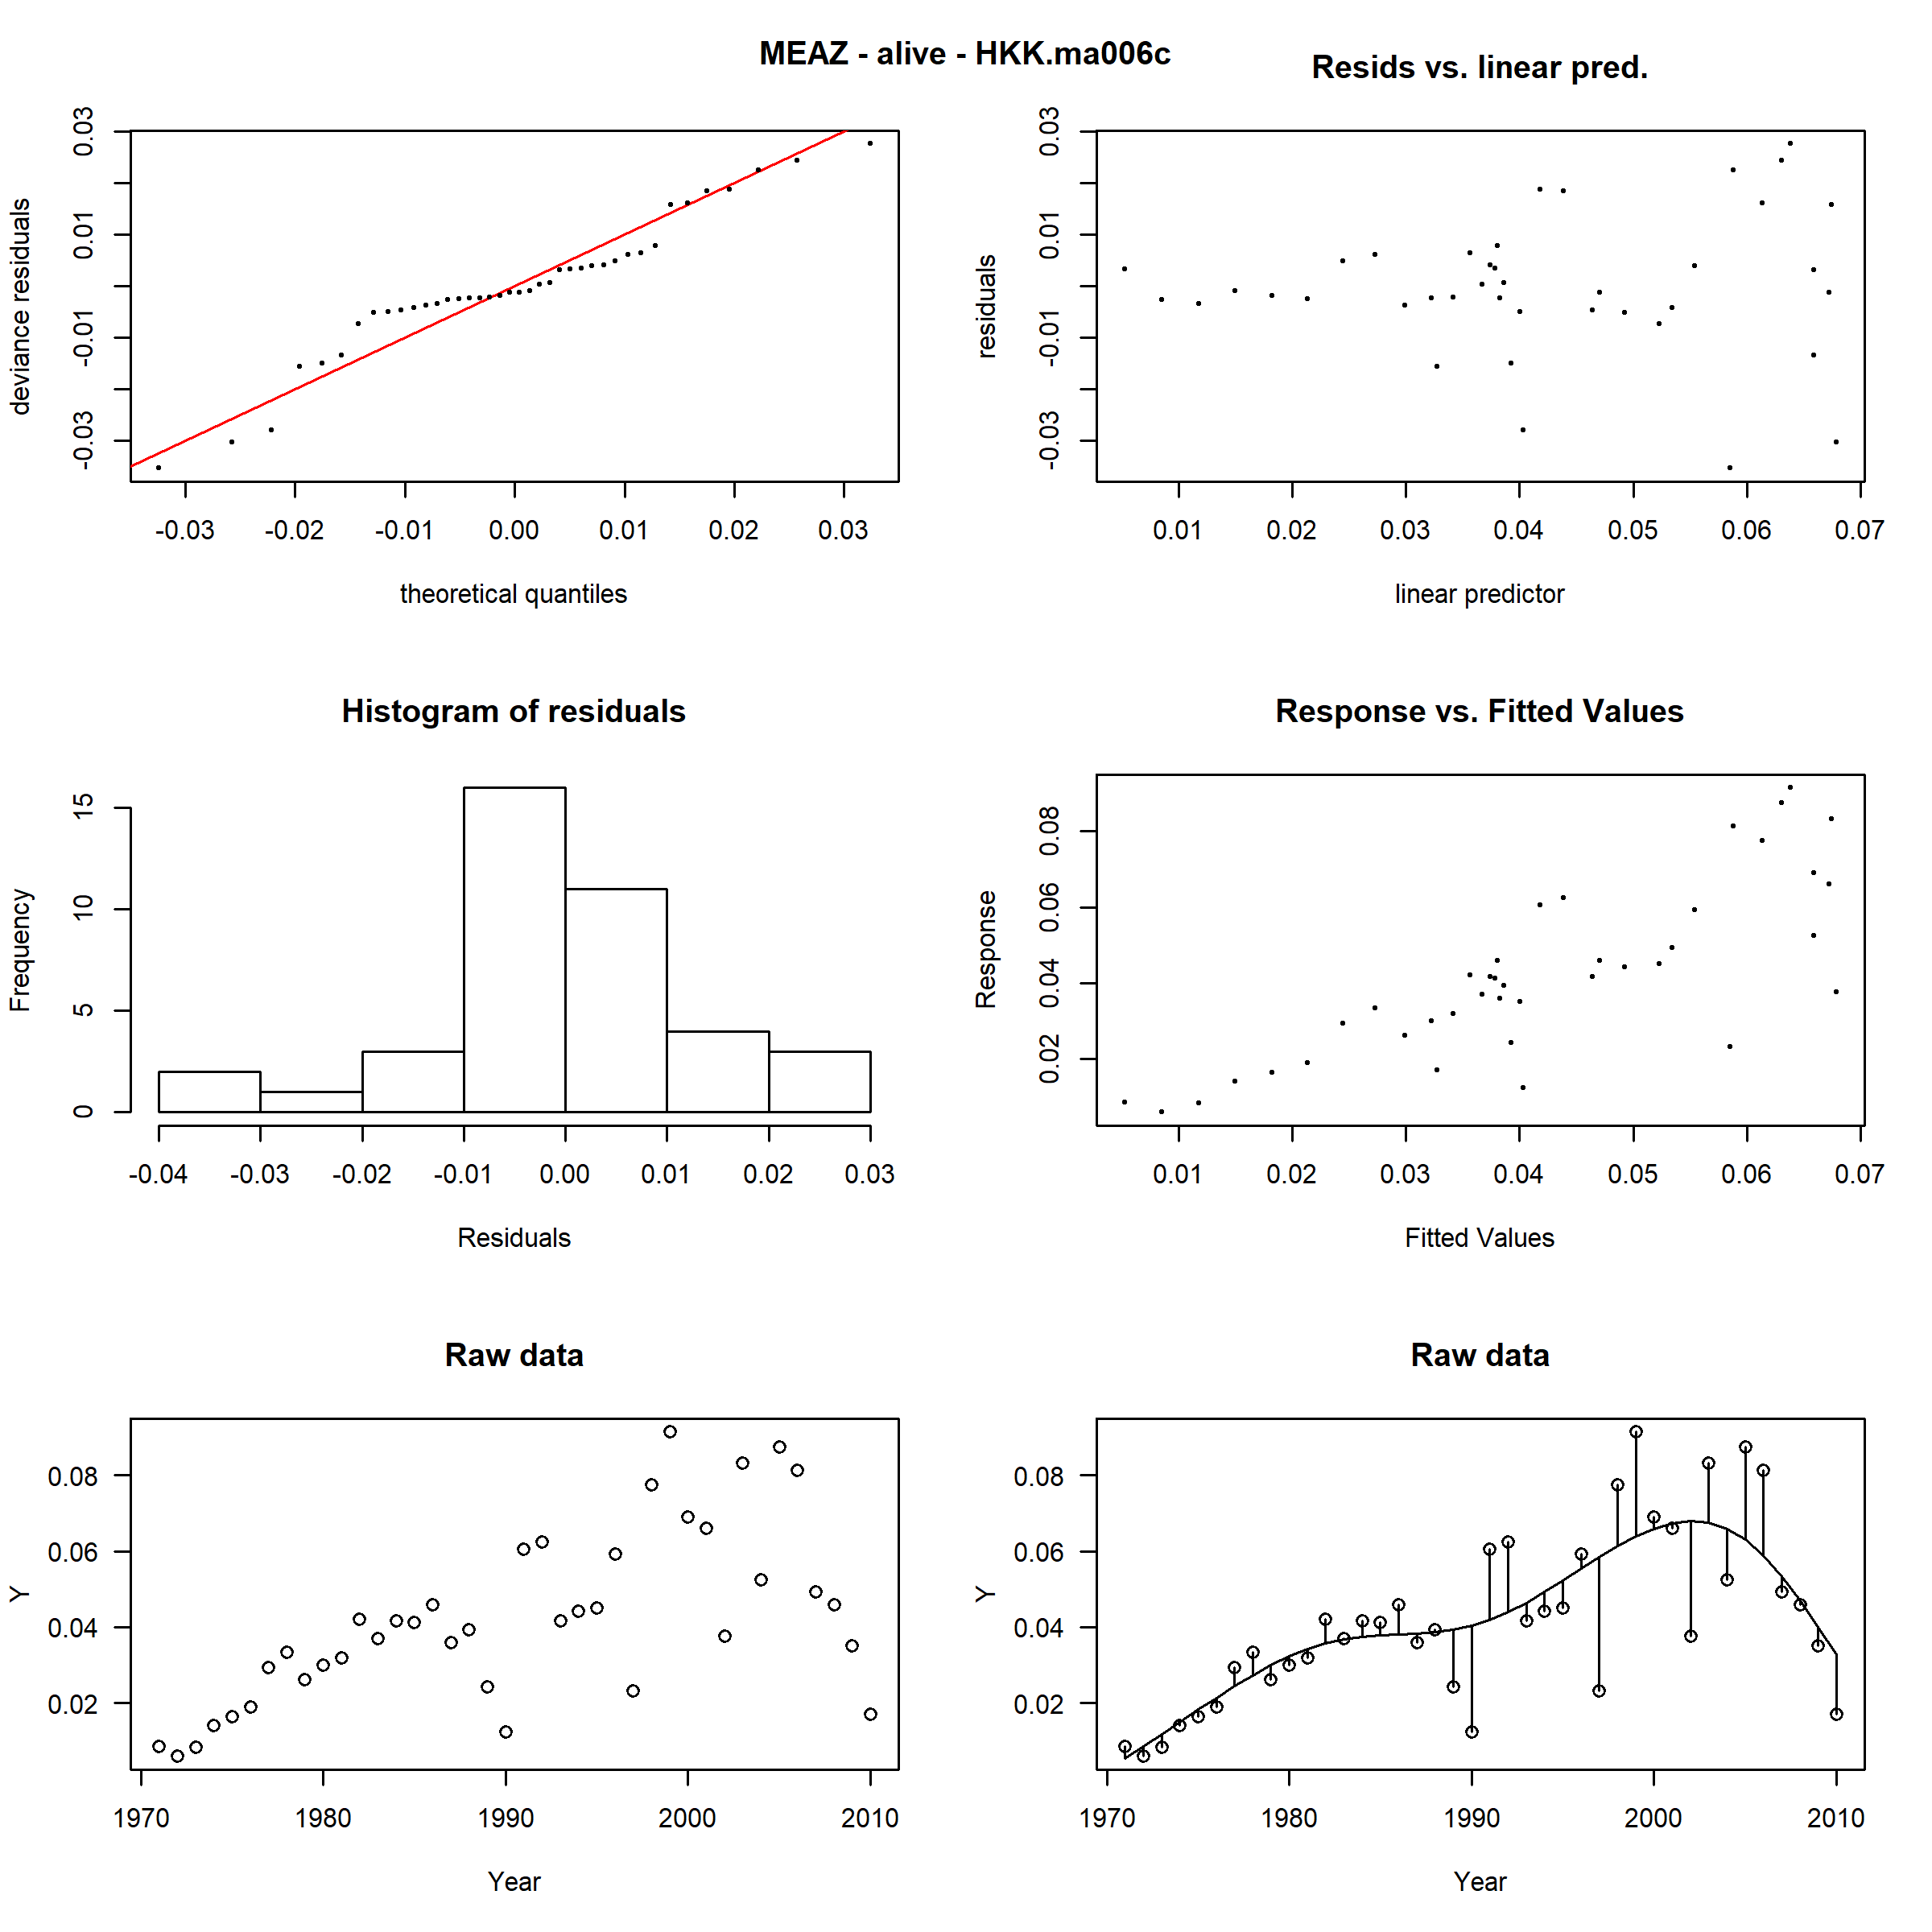 MEAZ - alive - HKK.ma006c
Resids vs. linear pred.
deviance residuals
-0.03 -0.01 0.01 0.03
-0.03 -0.02 -0.01 0.00 0.01 0.02 0.03
theoretical quantiles
residuals
-0.03 -0.01 0.01 0.03
0.01 0.02 0.03 0.04 0.05 0.06 0.07
linear predictor
Histogram of residuals
Frequency
0 5 10 15
-0.04 -0.03 -0.02 -0.01 0.00 0.01 0.02 0.03
Residuals
Response vs. Fitted Values
Response
0.02 0.04 0.06 0.08
0.01 0.02 0.03 0.04 0.05 0.06 0.07
Fitted Values
Raw data
Y
0.08
0.06
0.04
0.02
1970 1980 1990 2000 2010
Year
Raw data
Y
0.08
0.06
0.04
0.02
1970 1980 1990 2000 2010
Year